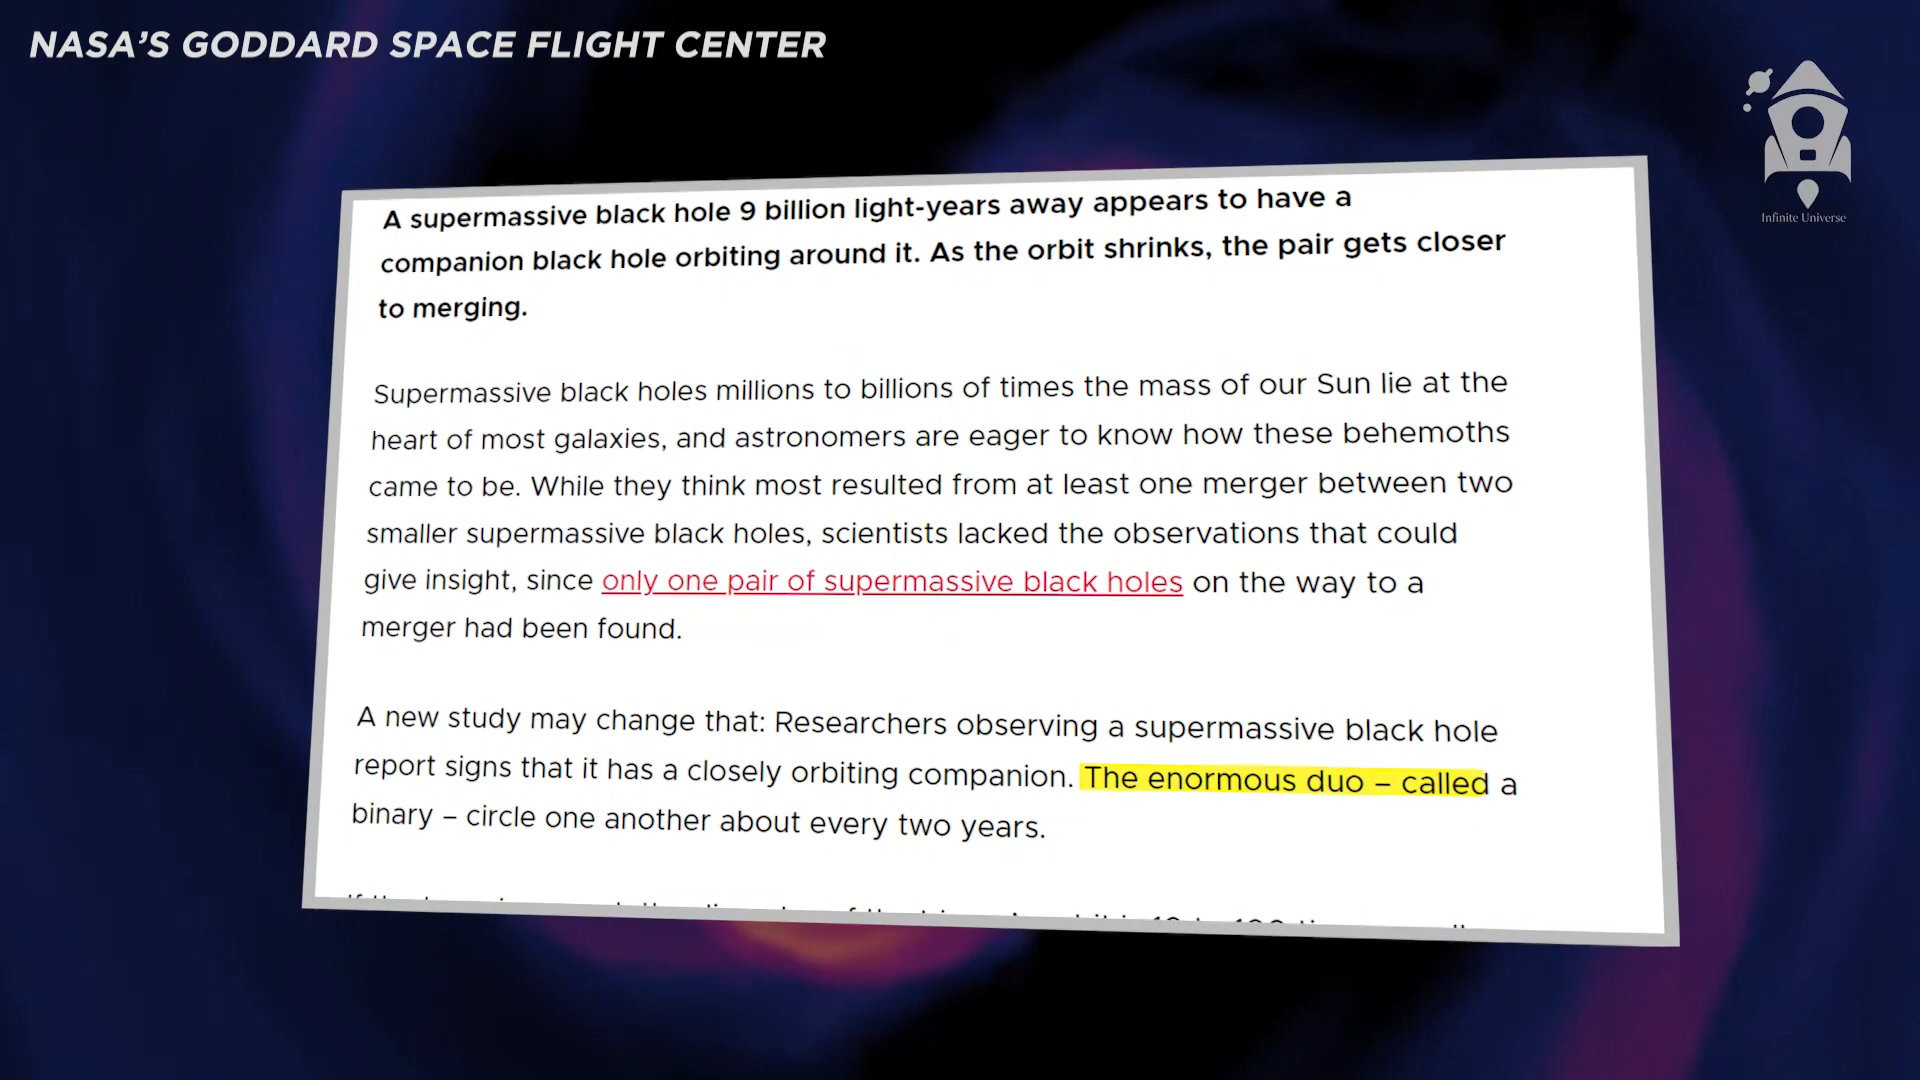 NASA'S GODDARD SPACE FLIGHT CENTER
Infinite Universe
A supermassive black hole 9 billion light-years away appears to have a
companion black hole orbiting around it. As the orbit shrinks, the pair gets closer
to merging.
Supermassive black holes millions to billions of times the mass of our Sun lie at the
heart of most galaxies, and astronomers are eager to know how these behemoths
came to be. While they think most resulted from at least one merger between two
smaller supermassive black holes, scientists lacked the observations that could
give insight, since only one pair of supermassive black holes on the way to a
merger had been found.
A new study may change that: Researchers observing a supermassive black hole
report signs that it has a closely orbiting companion. The enormous duo – called a
binary – circle one another about every two years.